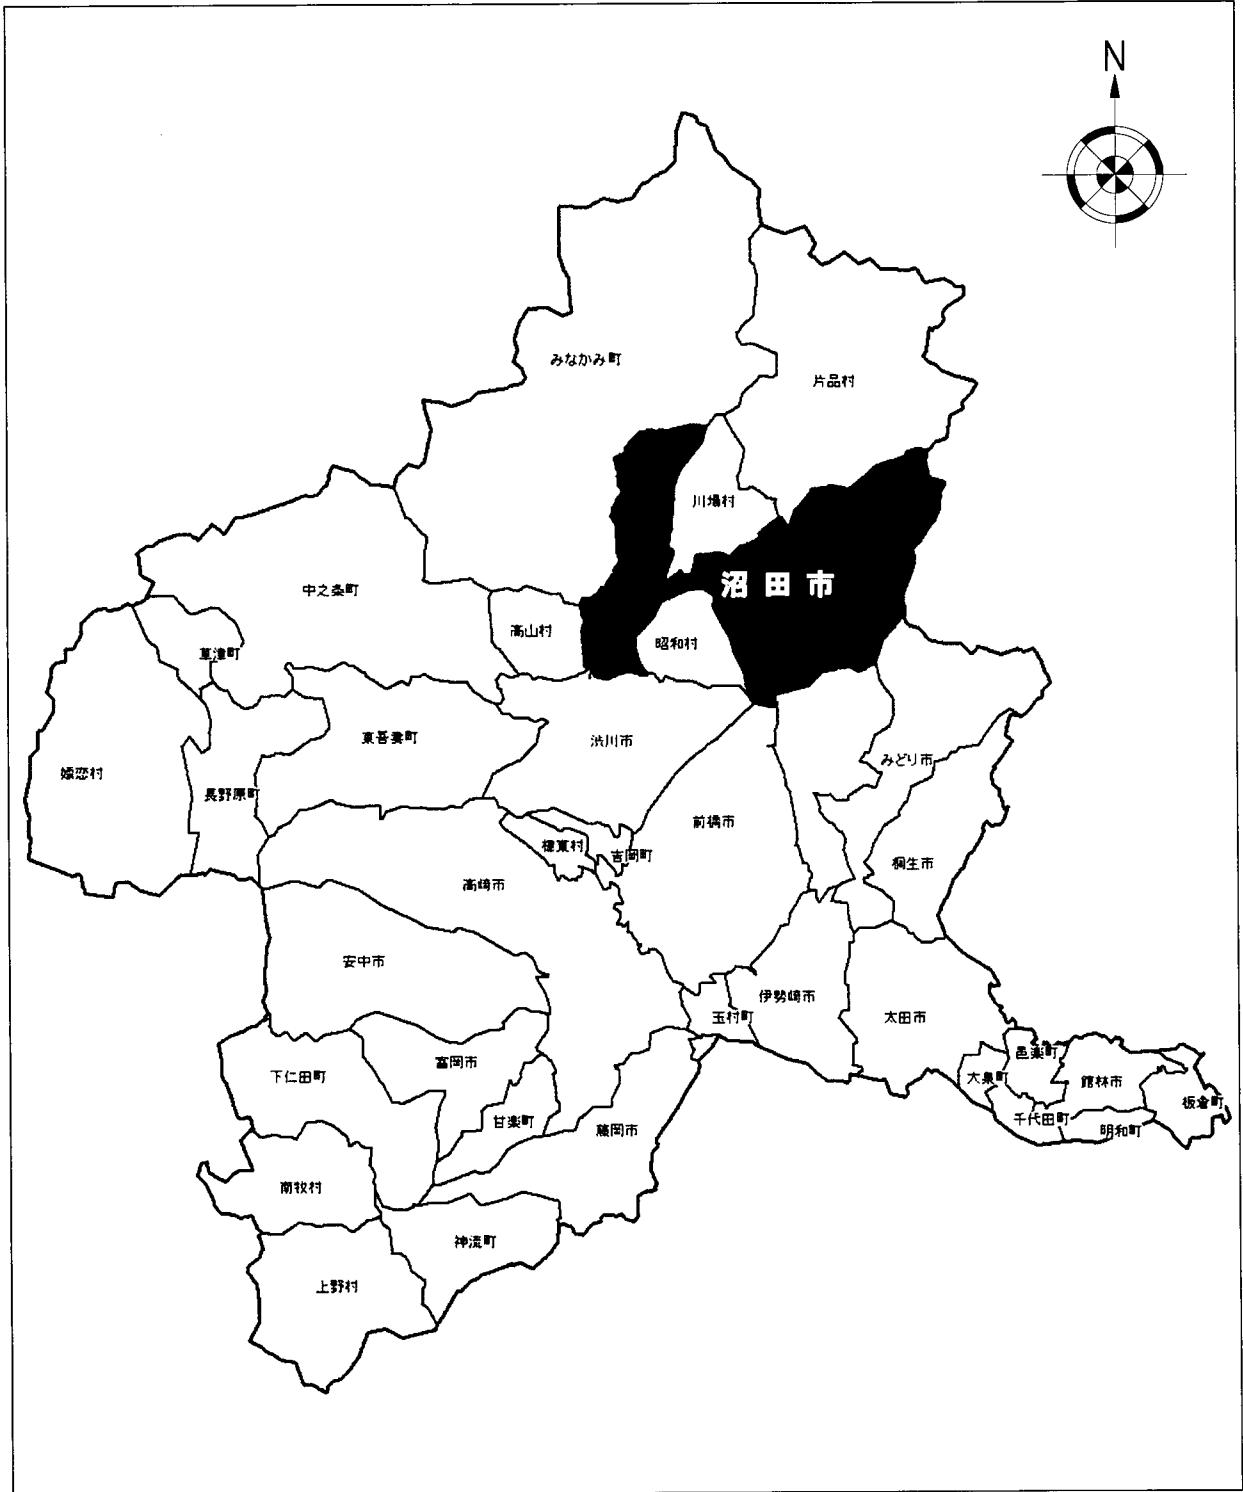 N
みなかみ町
片品村
川場村
沼田市
中之条町
高山村
昭和村
草津町
東吾妻町
渋川市
嬬恋村
長野原町
みどり市
前橋市
榛東村
吉岡町
桐生市
高崎市
安中市
伊勢崎市
玉村町
太田市
邑楽町
富岡市
下仁田町
大泉町
館林市
板倉町
甘楽町
藤岡市
千代田町
明和町
南牧村
神流町
上野村